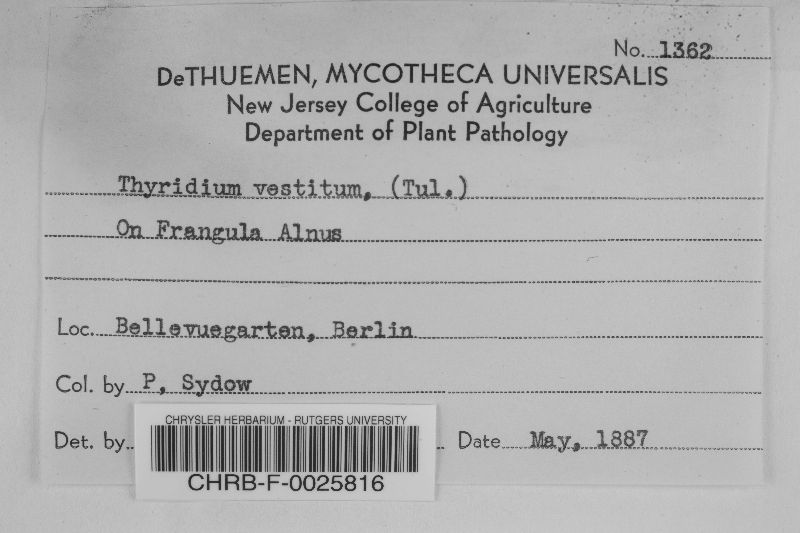 No. 1362
DeTHUEMEN, MYCOTHECA UNIVERSALIS
New Jersey College of Agriculture
Department of Plant Pathology
Thyridium vestitum, (Tul.)
On Frangula Alnus
Loc. Bellevuegarten, Berlin
Col. by P, Sydow
Det. by Date May, 1887
CHRYSLER HERBARIUM - RUTGERS UNIVERSITY
CHRB-F-0025816